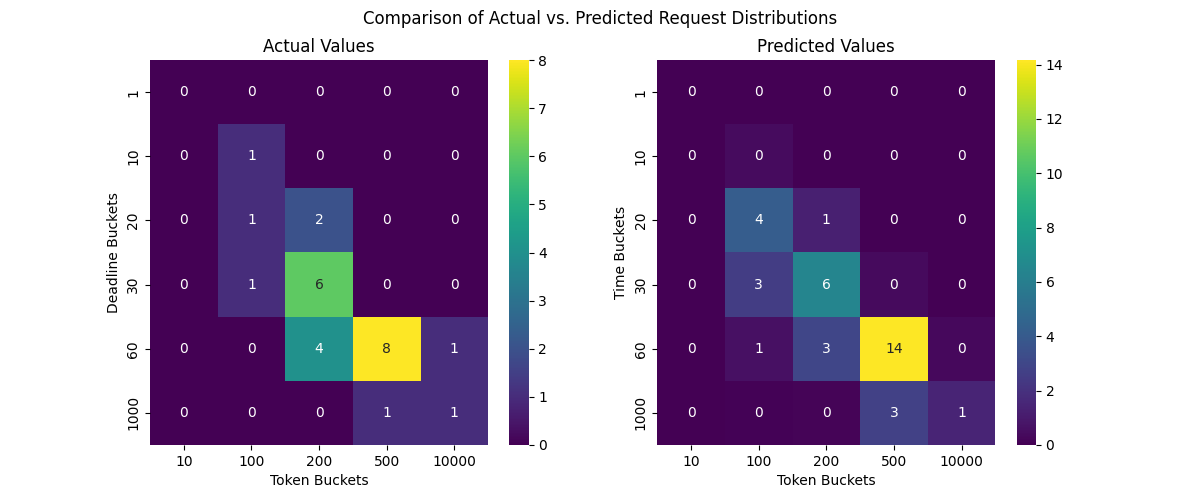 Comparison of Actual vs. Predicted Request Distributions
Actual Values
Deadline Buckets
1 0 0 0 0 0
10 0 1 0 0 0
20 0 1 2 0 0
30 0 1 6 0 0
60 0 0 4 8 1
1000 0 0 0 1 1
10 100 200 500 10000
Token Buckets
8
7
6
5
4
3
2
1
0
Predicted Values
Time Buckets
1 0 0 0 0 0
10 0 0 0 0 0
20 0 4 1 0 0
30 0 3 6 0 0
60 0 1 3 14 0
1000 0 0 0 3 1
10 100 200 500 10000
Token Buckets
14
12
10
8
6
4
2
0